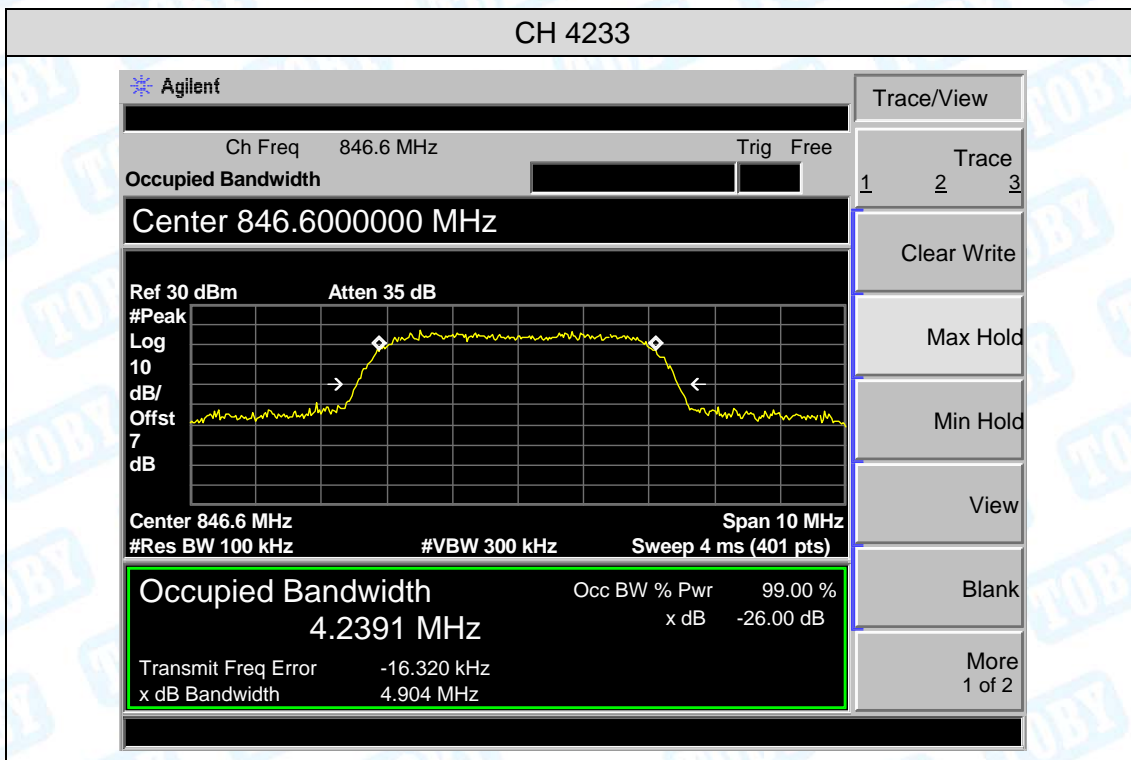 CH 4233
Agilent
Trace/View
Ch Freq 846.6 MHz Trig Free
Occupied Bandwidth
Trace
1 2 3
Center 846.6000000 MHz
Clear Write
Ref 30 dBm Atten 35 dB
#Peak
Log
10
dB/
Offst
7
dB
Max Hold
Min Hold
View
Center 846.6 MHz Span 10 MHz
#Res BW 100 kHz #VBW 300 kHz Sweep 4 ms (401 pts)
Occupied Bandwidth Occ BW % Pwr 99.00 %
4.2391 MHz x dB -26.00 dB
Blank
Transmit Freq Error -16.320 kHz
x dB Bandwidth 4.904 MHz
More
1 of 2
TOBY